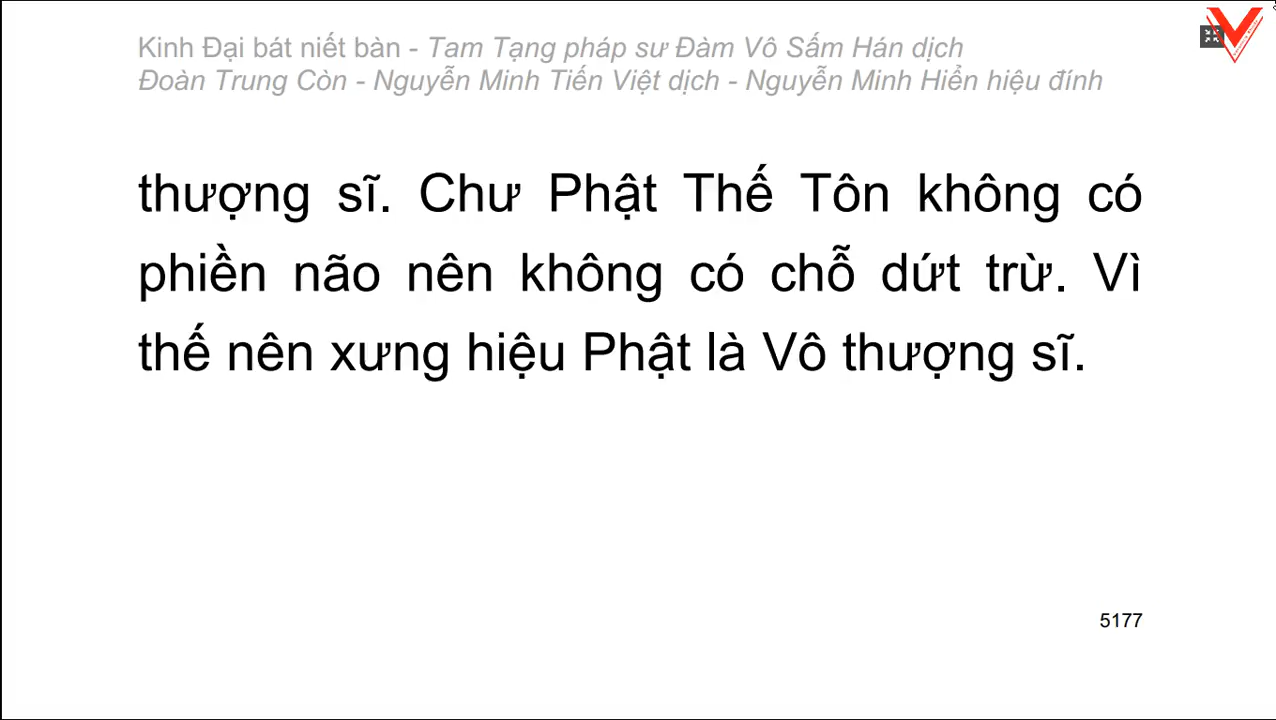 Kinh Đại bát niết bàn - Tam Tạng pháp sư Đàm Vô Sấm Hán dịch
Đoàn Trung Còn - Nguyễn Minh Tiến Việt dịch - Nguyễn Minh Hiển hiệu đính
thượng sĩ. Chư Phật Thế Tôn không có
phiền não nên không có chỗ dứt trừ. Vì
thế nên xưng hiệu Phật là Vô thượng sĩ.
5177